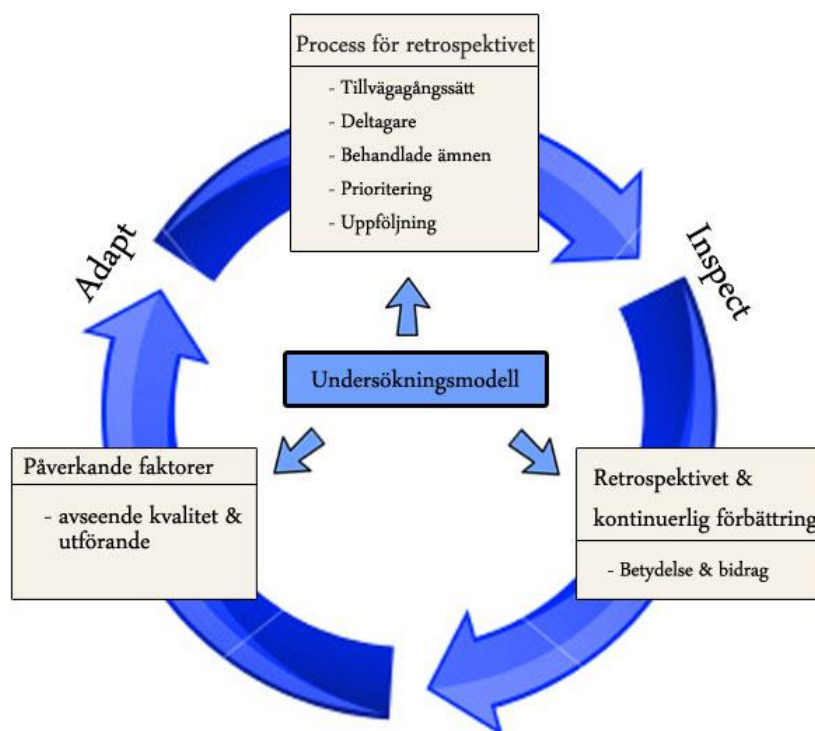 Process för retrospektivet
- Tillvägagångssätt
- Deltagare
- Behandlade ämnen
- Prioritering
- Uppföljning
Adapt
Inspect
Undersökningsmodell
Påverkande faktorer
- avseende kvalitet &
utförande
Retrospektivet &
kontinuerlig förbättring
- Betydelse & bidrag